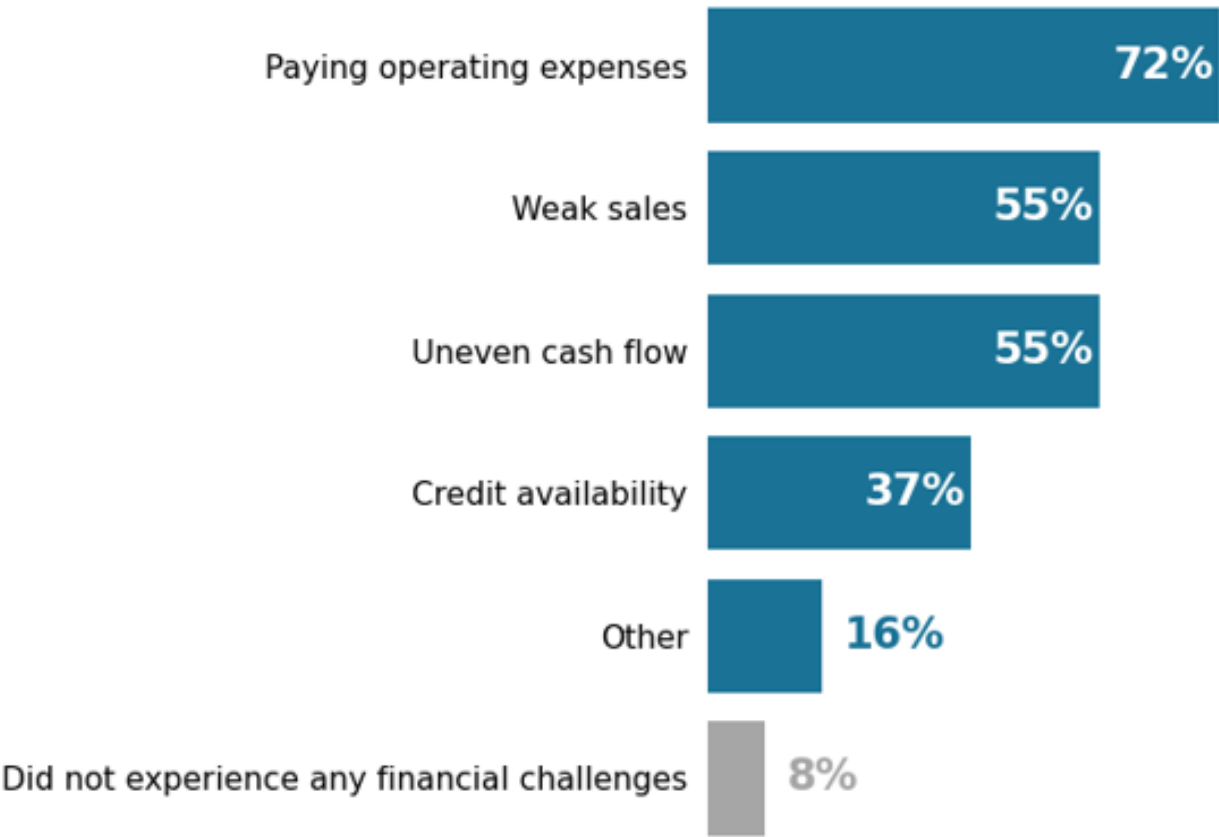 Paying operating expenses 72%
Weak sales 55%
Uneven cash flow 55%
Credit availability 37%
Other 16%
Did not experience any financial challenges 8%